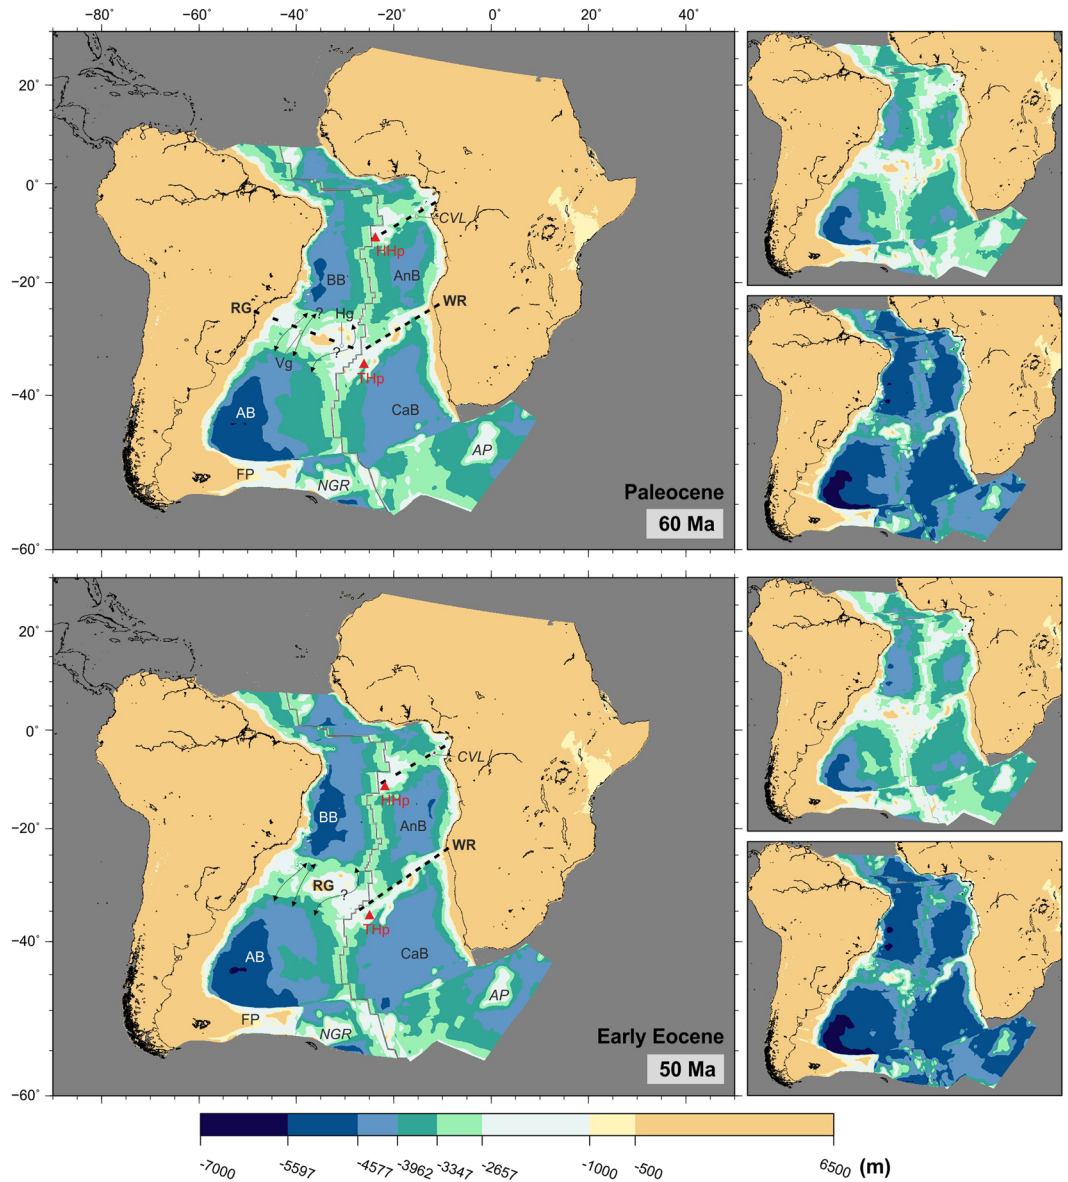 −80° −60° −40° −20° 0° 20° 40°
20°
0°
−20°
−40°
−60°
CVL
HHp
BB
AnB
RG
WR
? Hg
?
Vg
THp
AB
CaB
FP
NGR
AP
Paleocene
60 Ma
20°
0°
−20°
−40°
−60°
CVL
HHp
BB
AnB
WR
RG
?
THp
AB
CaB
AP
FP
NGR
Early Eocene
50 Ma
-7000 -5597 -4577 -3962 -3347 -2657 -1000 -500 6500 (m)